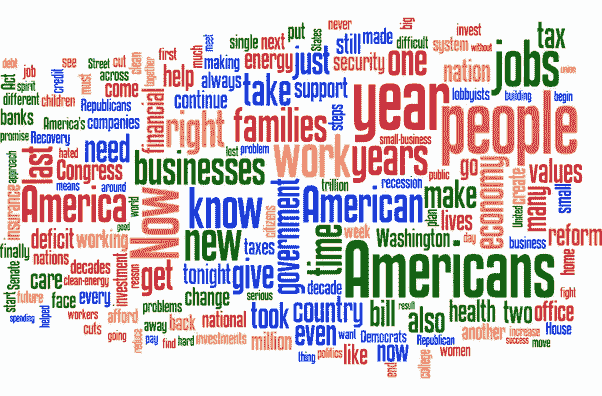 never
big
debt
see
Street
cut
clean
together
meet
much
single
next
put
States
made
difficult
invest
without
tax
job
spirit
Act
must
credit
across
first
making
energy
just
still
security
one
system
union
nation
jobs
different
children
Republicans
come
help
always
take
support
lobbyists
building
begin
banks
America's
companies
continue
steps
year
people
promise
Recovery
financial
right
families
small-business
approach
last
hated
need
lost
problem
work
years
public
go
values
Congress
businesses
trillion
recession
economy
create
United
many
small
means
around
America
world
good
Now
know
government
citizens
American
plan
make
lives
day
business
reform
insurance
deficit
working
new
taxes
week
time
Washington
home
finally
nations
decades
investment
reason
get
tonight
give
decade
Americans
fight
start
Senate
care
clean-energy
future
face
every
problems
change
serious
took
country
bill
result
also
health
two
office
spending
helped
workers
cuts
afford
going
reduce
pay
away
back
find
hard
national
investments
million
even
thing
want
politics
like
Democrats
now
end
Republican
college
another
women
increase
success
House
move